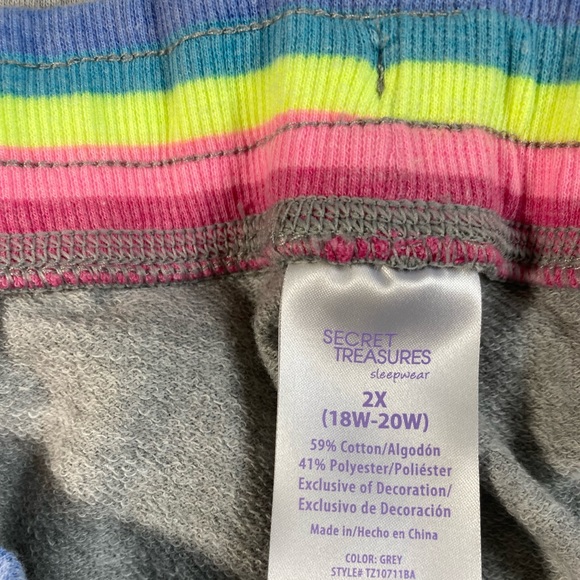 SECRET
TREASURES
sleepwear
2X
(18W-20W)
59% Cotton/Algodón
41% Polyester/Poliéster
Exclusive of Decoration/
Exclusivo de Decoración
Made in/Hecho en China
COLOR: GREY
STYLE# TZ10711BA